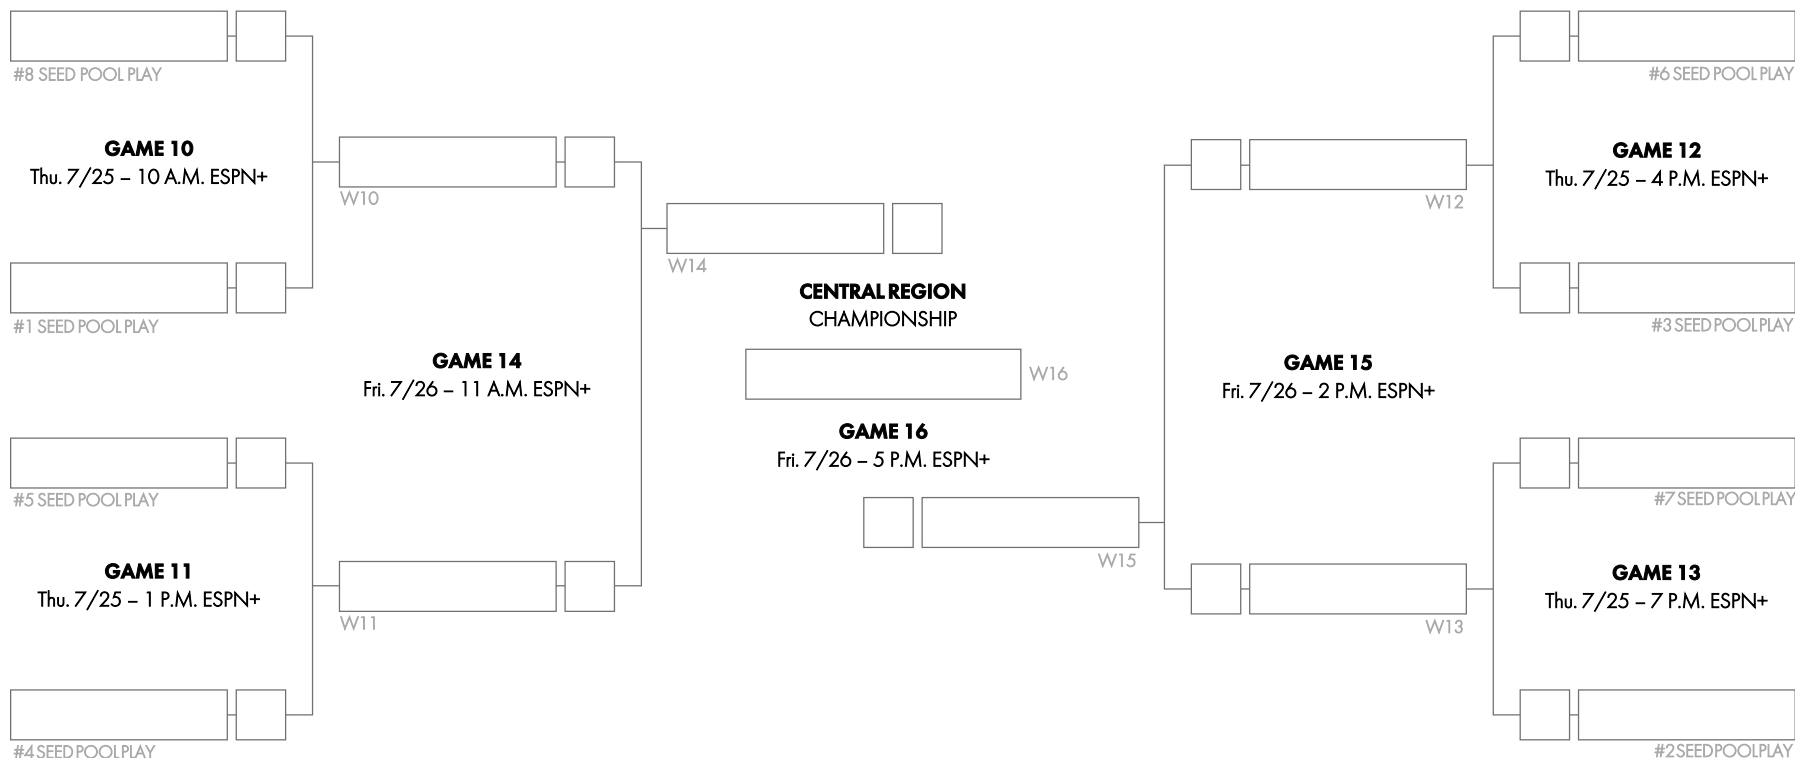 #8 SEED POOL PLAY
GAME 10
Thu. 7/25 – 10 A.M. ESPN+
#1 SEED POOL PLAY
W10
GAME 14
Fri. 7/26 – 11 A.M. ESPN+
#5 SEED POOL PLAY
GAME 11
Thu. 7/25 – 1 P.M. ESPN+
#4 SEED POOL PLAY
W11
W14
CENTRAL REGION
CHAMPIONSHIP
W16
GAME 16
Fri. 7/26 – 5 P.M. ESPN+
W15
W12
GAME 15
Fri. 7/26 – 2 P.M. ESPN+
W13
#6 SEED POOL PLAY
GAME 12
Thu. 7/25 – 4 P.M. ESPN+
#3 SEED POOL PLAY
#7 SEED POOL PLAY
GAME 13
Thu. 7/25 – 7 P.M. ESPN+
#2 SEED POOL PLAY